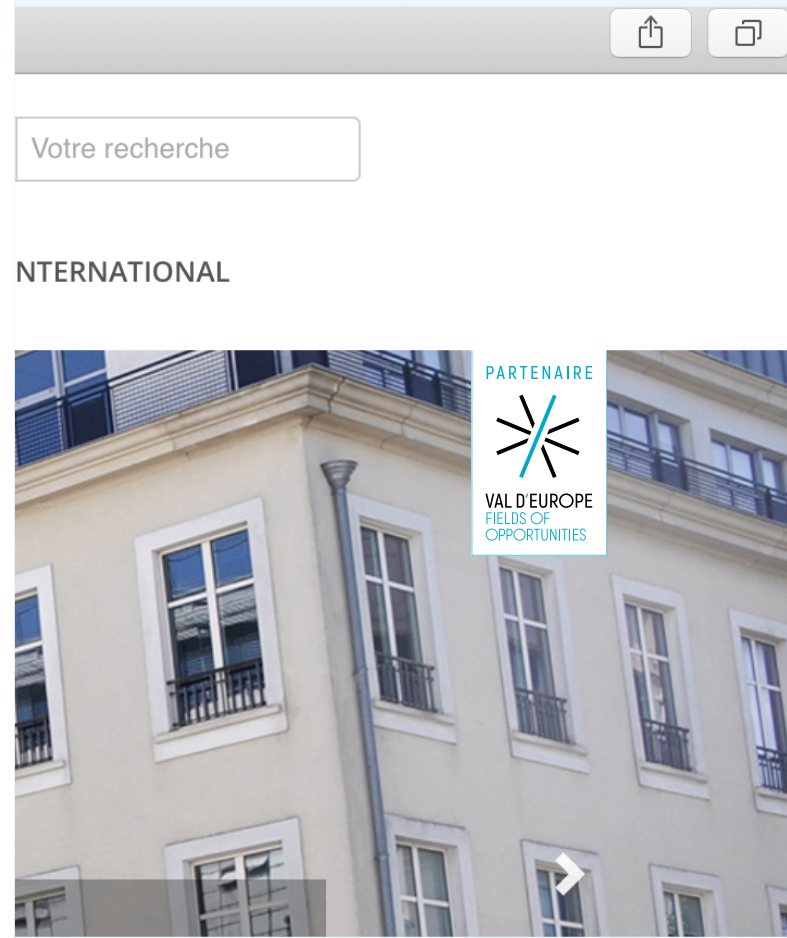 Votre recherche
NTERNATIONAL
PARTENAIRE
VAL D'EUROPE
FIELDS OF
OPPORTUNITIES